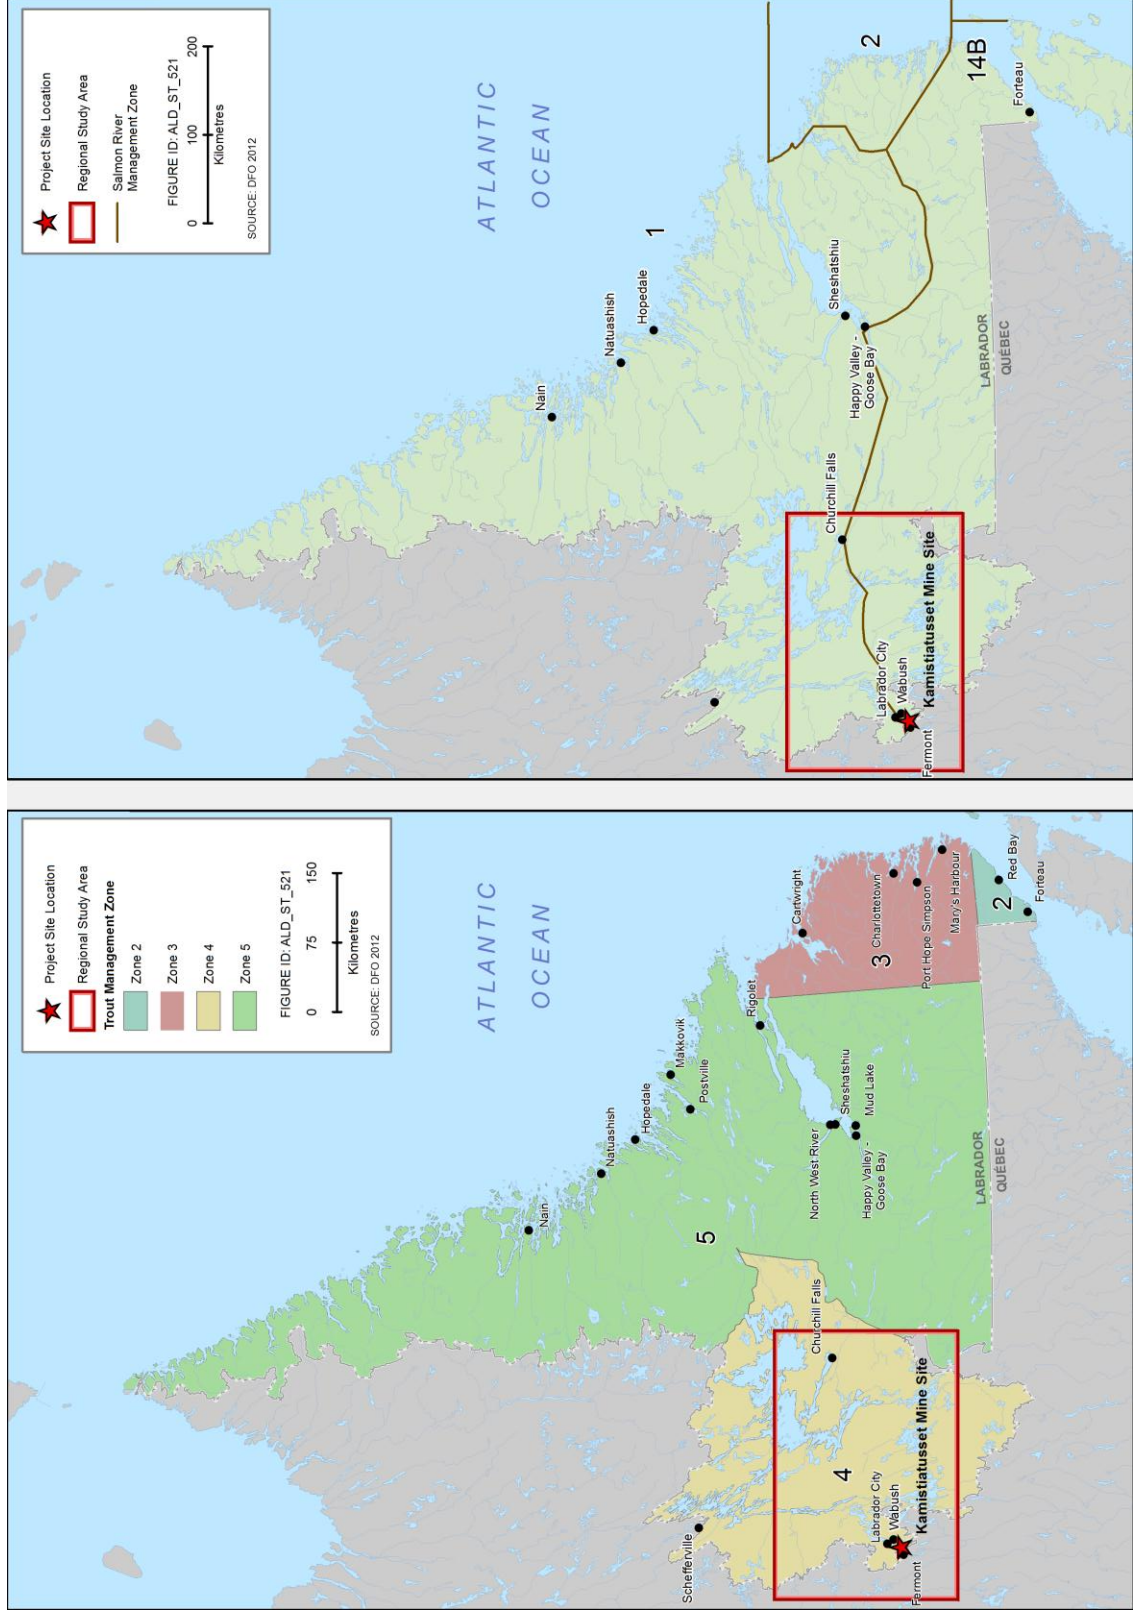 Project Site Location
Regional Study Area
Trout Management Zone
Zone 2
Zone 3
Zone 4
Zone 5
FIGURE ID: ALD_ST_521
0 75 150
Kilometres
SOURCE: DFO 2012
ATLANTIC
OCEAN
Nain
Natuashish
Hopedale
Makkovik
Postville
5
Rigolet
Cartwright
Schefferville
North West River
Sheshatshiu
Mud Lake
Happy Valley -
Goose Bay
Churchill Falls
4
3
Charlottetown
Port Hope Simpson
Mary's Harbour
Labrador City
Wabush
Fermont
Kamistiatusset Mine Site
LABRADOR
QUÉBEC
2
Red Bay
Forteau
Project Site Location
Regional Study Area
Salmon River
Management Zone
FIGURE ID: ALD_ST_521
0 100 200
Kilometres
SOURCE: DFO 2012
ATLANTIC
OCEAN
Nain
Natuashish
Hopedale
1
Sheshatshiu
Happy Valley -
Goose Bay
Churchill Falls
2
Labrador City
Wabush
Fermont
Kamistiatusset Mine Site
LABRADOR
QUÉBEC
14B
Forteau